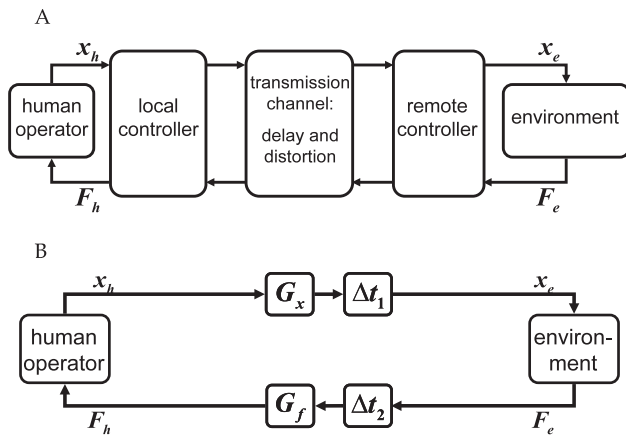 A
x_h
x_e
human
operator
local
controller
transmission
channel:
delay and
distortion
remote
controller
environment
F_h
F_e
B
x_h
G_x
Δt_1
x_e
human
operator
environ-
ment
F_h
G_f
Δt_2
F_e